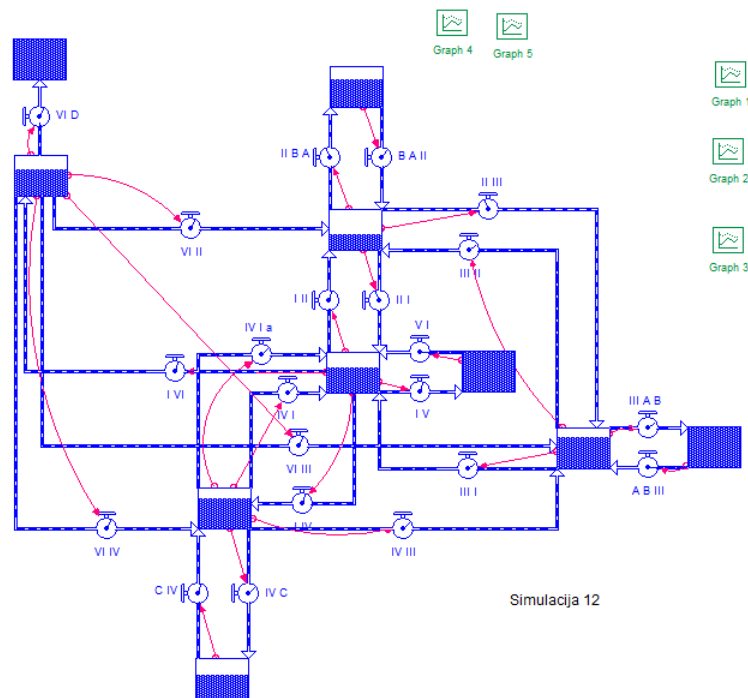 Graph 4
Graph 5
Graph 1
VI D
II B A
B A II
Graph 2
II III
VI II
III II
Graph 3
I II
II I
IV I a
V I
I VI
IV I
I V
III A B
VI III
III I
A B III
I IV
VI IV
IV III
C IV
IV C
Simulacija 12